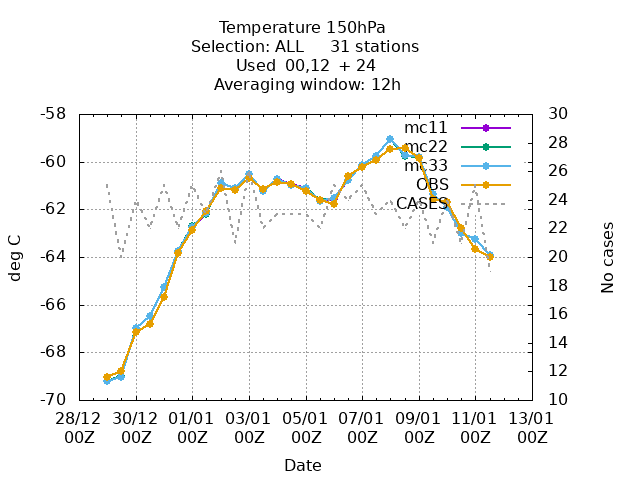 Temperature 150hPa
Selection: ALL 31 stations
Used 00,12 + 24
Averaging window: 12h
-58
-60
-62
-64
-66
-68
-70
30
28
26
24
22
20
18
16
14
12
10
mc11
mc22
mc33
OBS
CASES
deg C
No cases
28/12 30/12 01/01 03/01 05/01 07/01 09/01 11/01 13/01
00Z 00Z 00Z 00Z 00Z 00Z 00Z 00Z 00Z
Date